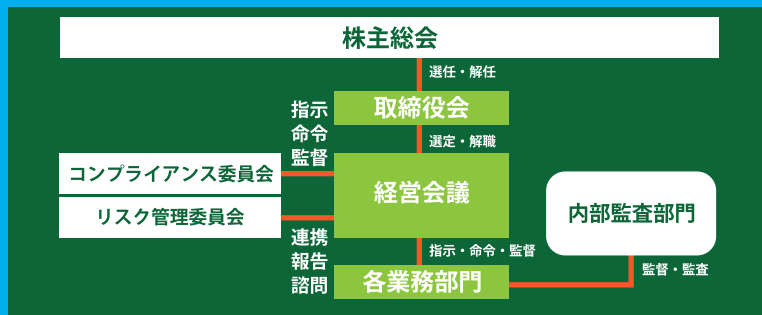 株主総会
選任・解任
取締役会
選定・解職
指示
命令
監督
コンプライアンス委員会
経営会議
リスク管理委員会
内部監査部門
連携
報告
諮問
指示・命令・監督
各業務部門
監督・監査